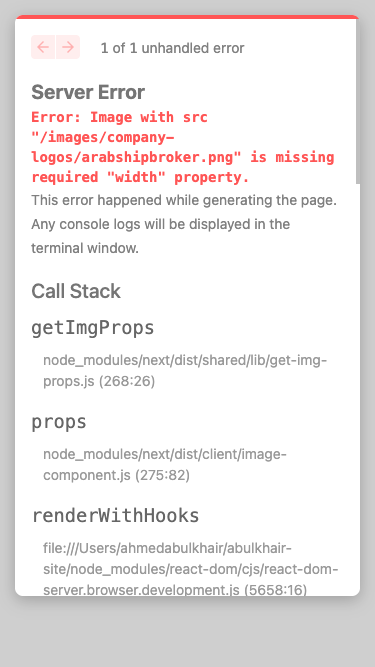 1 of 1 unhandled error
Server Error
Error: Image with src
"/images/company-
logos/arabshipbroker.png" is missing
required "width" property.
This error happened while generating the page.
Any console logs will be displayed in the
terminal window.
Call Stack
getImgProps
node_modules/next/dist/shared/lib/get-img-
props.js (268:26)
props
node_modules/next/dist/client/image-
component.js (275:82)
renderWithHooks
file:///Users/ahmedabulkhair/abulkhair-
site/node_modules/react-dom/cjs/react-dom-
server.browser.development.js (5658:16)